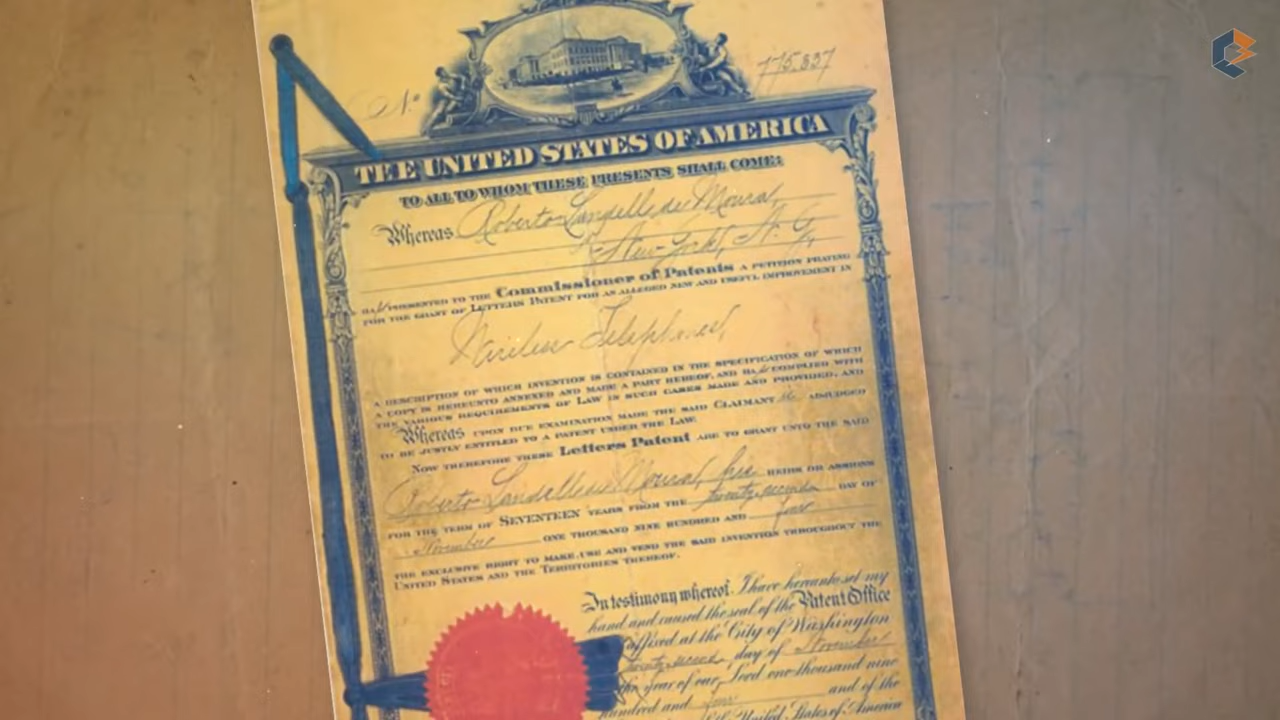 No. 775,337
THE UNITED STATES OF AMERICA
TO ALL TO WHOM THESE PRESENTS SHALL COME:
Whereas Roberto Landell de Moura,
New York, N. Y.,
HAS PRESENTED TO THE Commissioner of Patents A PETITION PRAYING
FOR THE GRANT OF LETTERS PATENT FOR AN ALLEGED NEW AND USEFUL IMPROVEMENT IN
Wireless Telephones,
A DESCRIPTION OF WHICH INVENTION IS CONTAINED IN THE SPECIFICATION OF WHICH
A COPY IS HEREUNTO ANNEXED AND MADE A PART HEREOF, AND HAS COMPLIED WITH
THE VARIOUS REQUIREMENTS OF LAW IN SUCH CASES MADE AND PROVIDED, AND
Whereas UPON DUE EXAMINATION MADE THE SAID CLAIMANT is ADJUDGED
TO BE JUSTLY ENTITLED TO A PATENT UNDER THE LAW.
NOW THEREFORE THESE Letters Patent ARE TO GRANT UNTO THE SAID
Roberto Landell de Moura, his HEIRS OR ASSIGNS
FOR THE TERM OF SEVENTEEN YEARS FROM THE twenty-second DAY OF
November ONE THOUSAND NINE HUNDRED AND four
THE EXCLUSIVE RIGHT TO MAKE, USE AND VEND THE SAID INVENTION THROUGHOUT THE
UNITED STATES AND THE TERRITORIES THEREOF.
In testimony whereof, I have hereunto set my
hand and caused the seal of the Patent Office
affixed at the City of Washington
twenty-second day of November
the year of our Lord one thousand nine
hundred and four and of the
United States of America